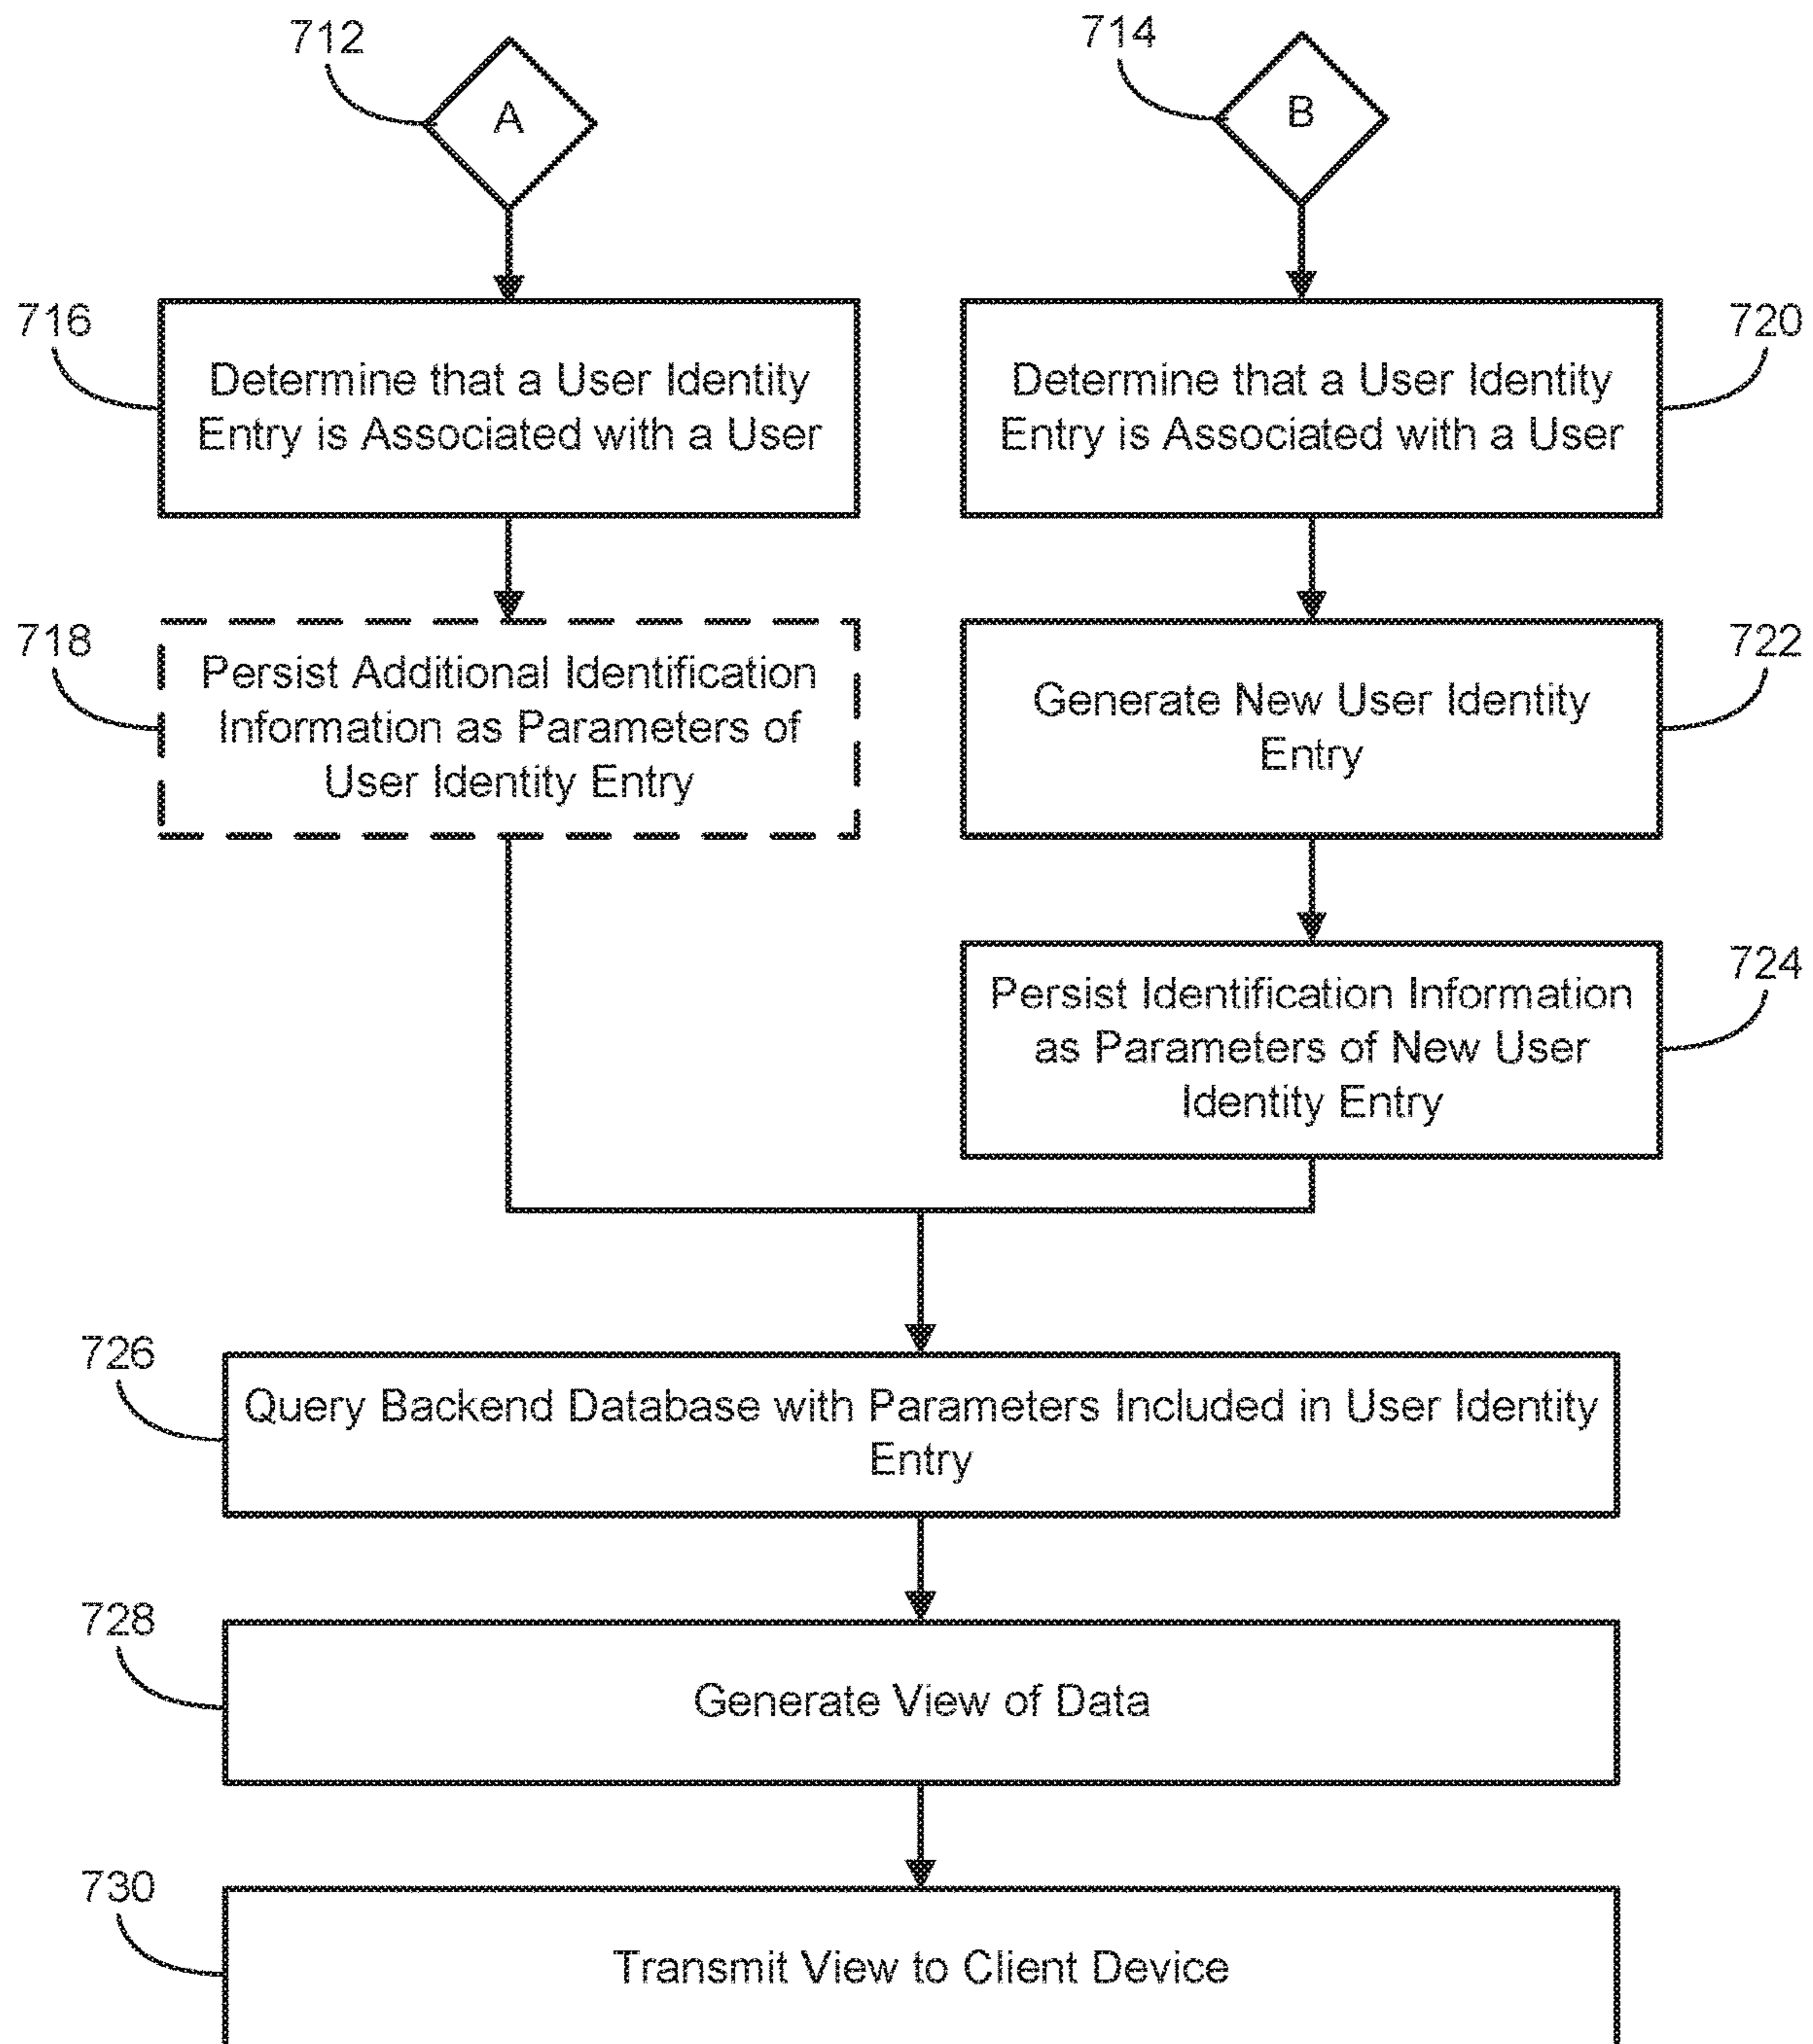 712
A
714
B
716
Determine that a User Identity
Entry is Associated with a User
720
Determine that a User Identity
Entry is Associated with a User
718
Persist Additional Identification
Information as Parameters of
User Identity Entry
722
Generate New User Identity
Entry
724
Persist Identification Information
as Parameters of New User
Identity Entry
726
Query Backend Database with Parameters Included in User Identity
Entry
728
Generate View of Data
730
Transmit View to Client Device